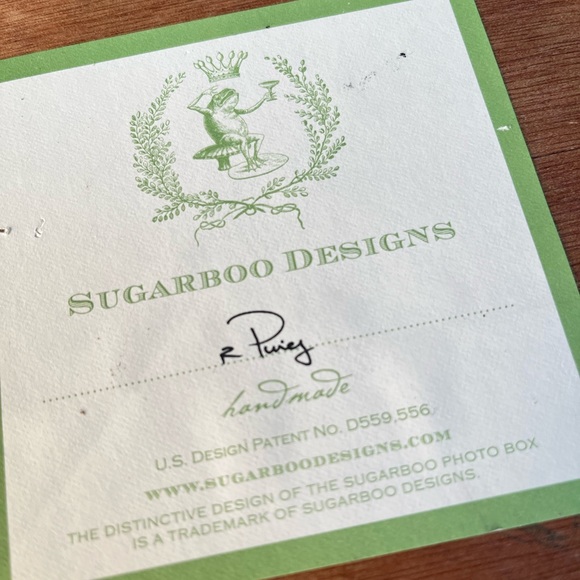 SUGARBOO DESIGNS
handmade
U.S. DESIGN PATENT NO. D559,556
WWW.SUGARBOODESIGNS.COM
THE DISTINCTIVE DESIGN OF THE SUGARBOO PHOTO BOX
IS A TRADEMARK OF SUGARBOO DESIGNS.